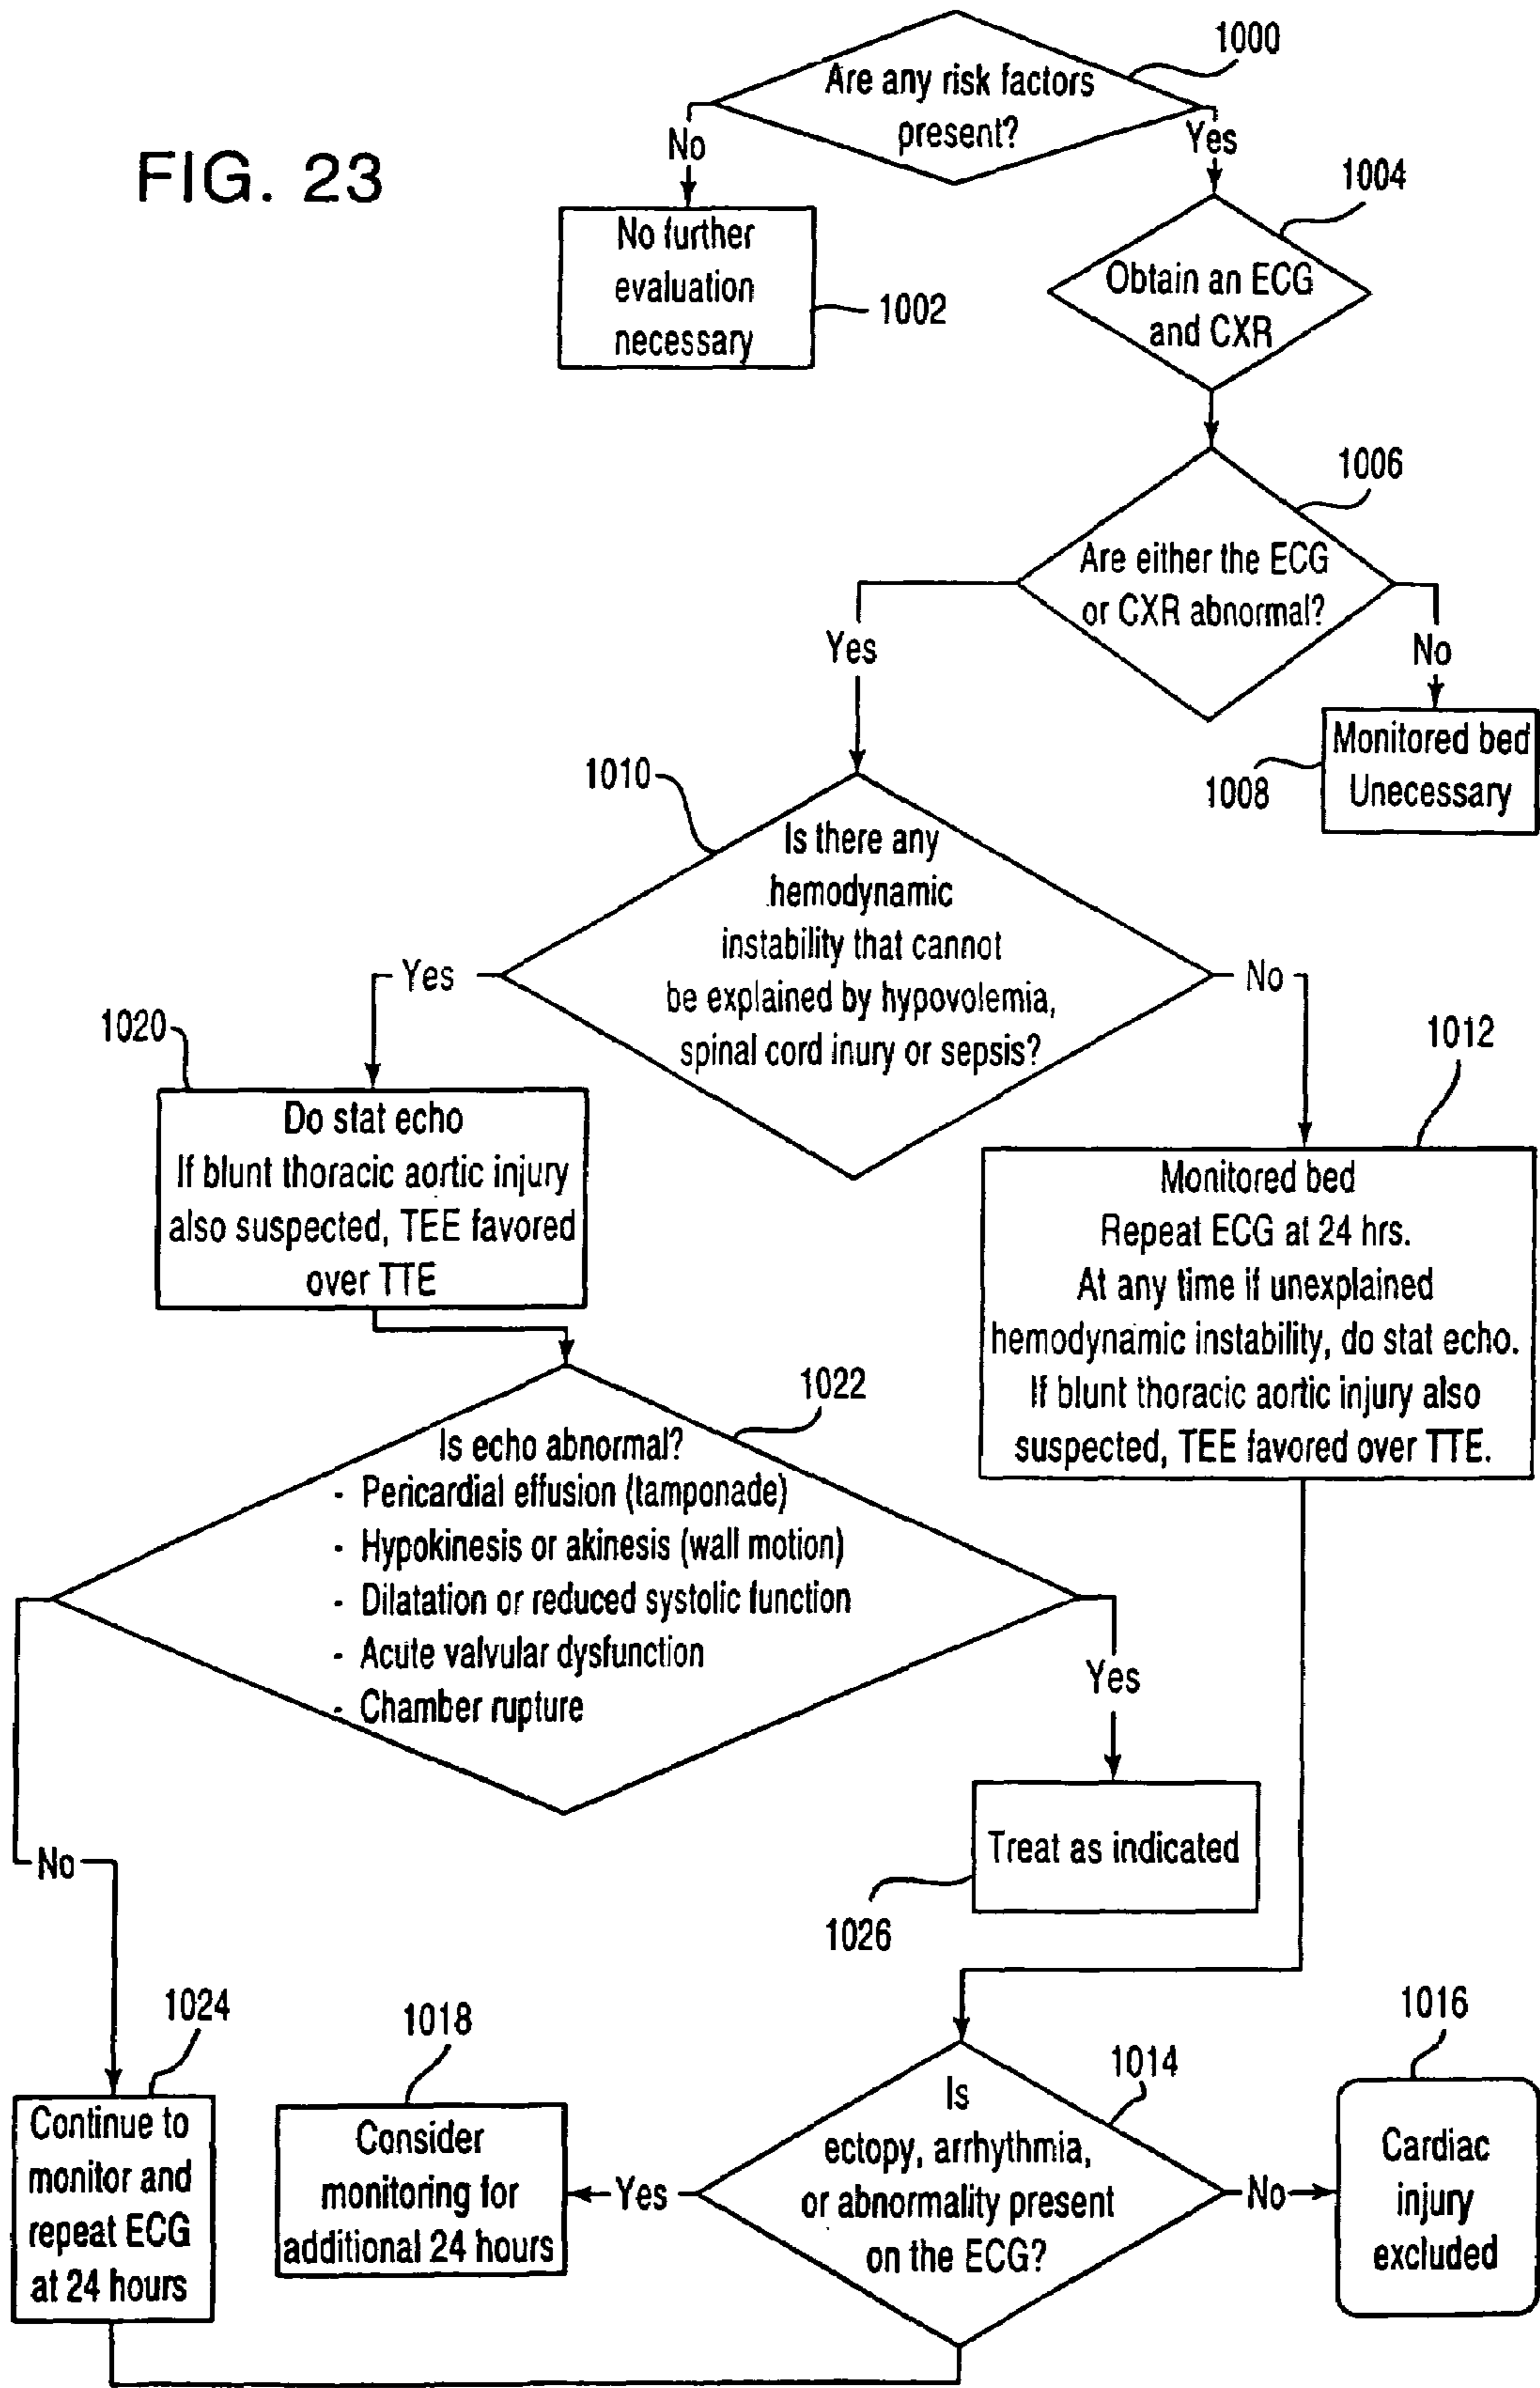 FIG. 23
1000
Are any risk factors
present?
No
Yes
1002
No further
evaluation
necessary
1004
Obtain an ECG
and CXR
1006
Are either the ECG
or CXR abnormal?
Yes
No
1008
Monitored bed
Unecessary
1010
Is there any
hemodynamic
instability that cannot
be explained by hypovolemia,
spinal cord inury or sepsis?
Yes
No
1020
Do stat echo
If blunt thoracic aortic injury
also suspected, TEE favored
over TTE
1012
Monitored bed
Repeat ECG at 24 hrs.
At any time if unexplained
hemodynamic instability, do stat echo.
If blunt thoracic aortic injury also
suspected, TEE favored over TTE.
1022
Is echo abnormal?
- Pericardial effusion (tamponade)
- Hypokinesis or akinesis (wall motion)
- Dilatation or reduced systolic function
- Acute valvular dysfunction
- Chamber rupture
Yes
No
Treat as indicated
1026
1024
Continue to
monitor and
repeat ECG
at 24 hours
1018
Consider
monitoring for
additional 24 hours
Yes
1014
Is
ectopy, arrhythmia,
or abnormality present
on the ECG?
No
1016
Cardiac
injury
excluded